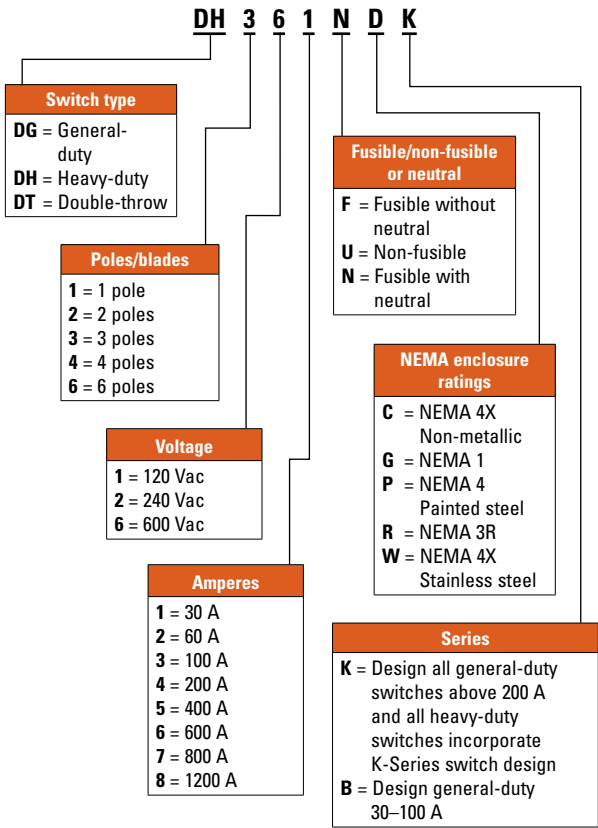 DH 3 6 1 N D K
Switch type
DG = General-
duty
DH = Heavy-duty
DT = Double-throw
Poles/blades
1 = 1 pole
2 = 2 poles
3 = 3 poles
4 = 4 poles
6 = 6 poles
Voltage
1 = 120 Vac
2 = 240 Vac
6 = 600 Vac
Amperes
1 = 30 A
2 = 60 A
3 = 100 A
4 = 200 A
5 = 400 A
6 = 600 A
7 = 800 A
8 = 1200 A
Fusible/non-fusible
or neutral
F = Fusible without
neutral
U = Non-fusible
N = Fusible with
neutral
NEMA enclosure
ratings
C = NEMA 4X
Non-metallic
G = NEMA 1
P = NEMA 4
Painted steel
R = NEMA 3R
W = NEMA 4X
Stainless steel
Series
K = Design all general-duty
switches above 200 A
and all heavy-duty
switches incorporate
K-Series switch design
B = Design general-duty
30–100 A